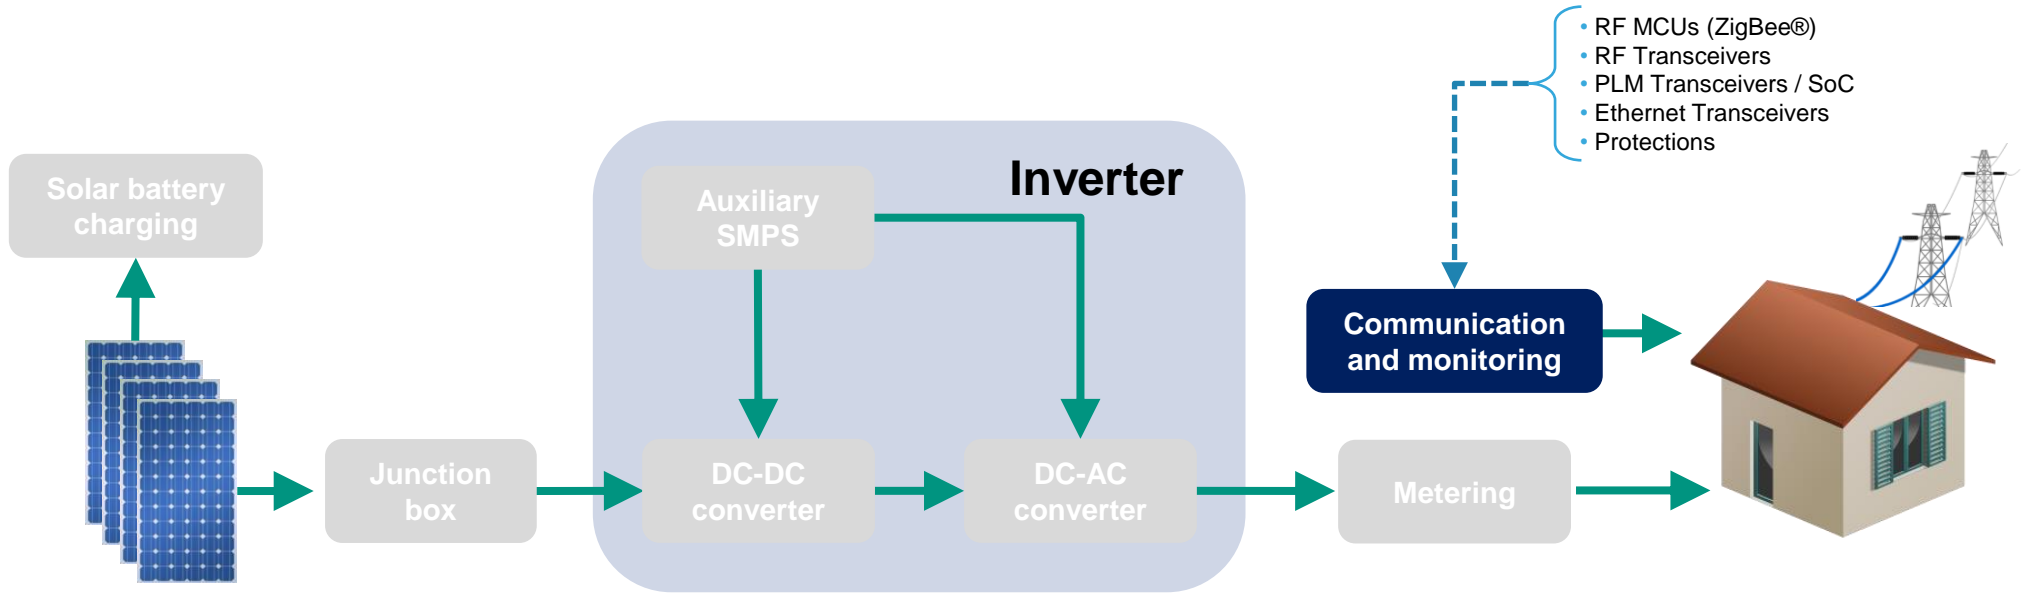 • RF MCUs (ZigBee®)
• RF Transceivers
• PLM Transceivers / SoC
• Ethernet Transceivers
• Protections
Solar battery
charging
Inverter
Auxiliary
SMPS
Communication
and monitoring
Junction
box
DC-DC
converter
DC-AC
converter
Metering